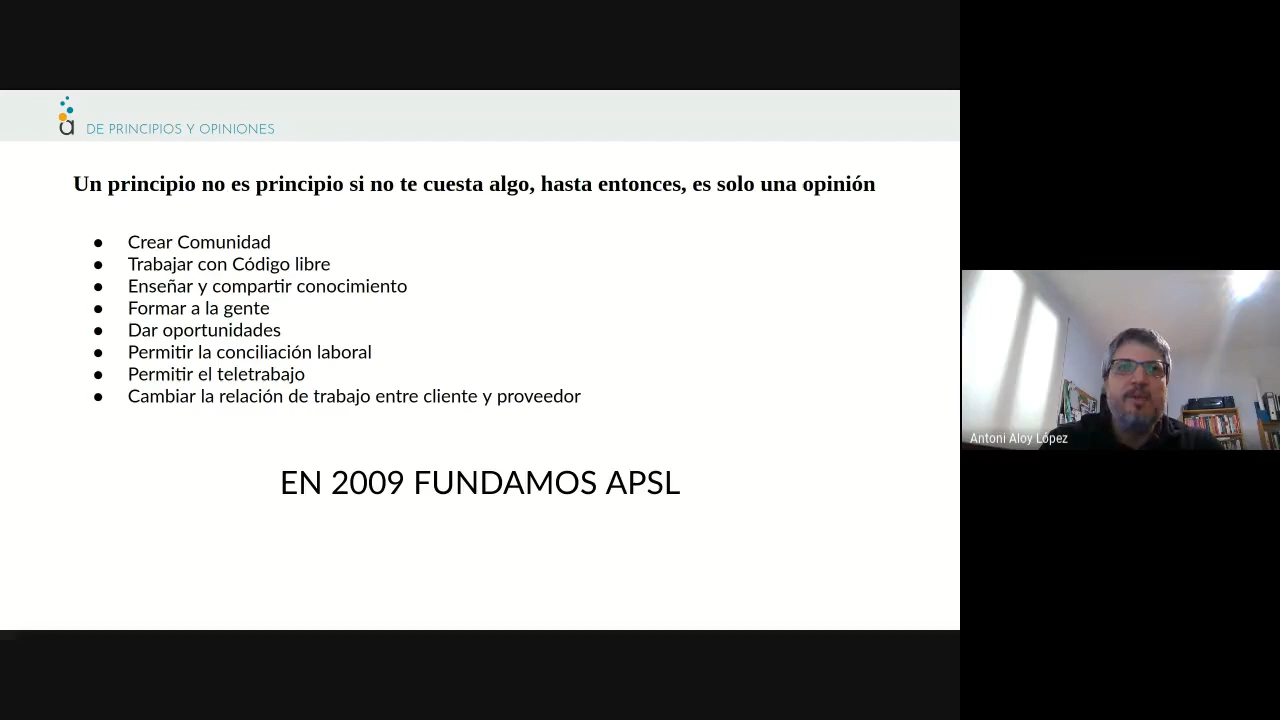 a DE PRINCIPIOS Y OPINIONES
Un principio no es principio si no te cuesta algo, hasta entonces, es solo una opinión
● Crear Comunidad
● Trabajar con Código libre
● Enseñar y compartir conocimiento
● Formar a la gente
● Dar oportunidades
● Permitir la conciliación laboral
● Permitir el teletrabajo
● Cambiar la relación de trabajo entre cliente y proveedor
EN 2009 FUNDAMOS APSL
Antoni Aloy López